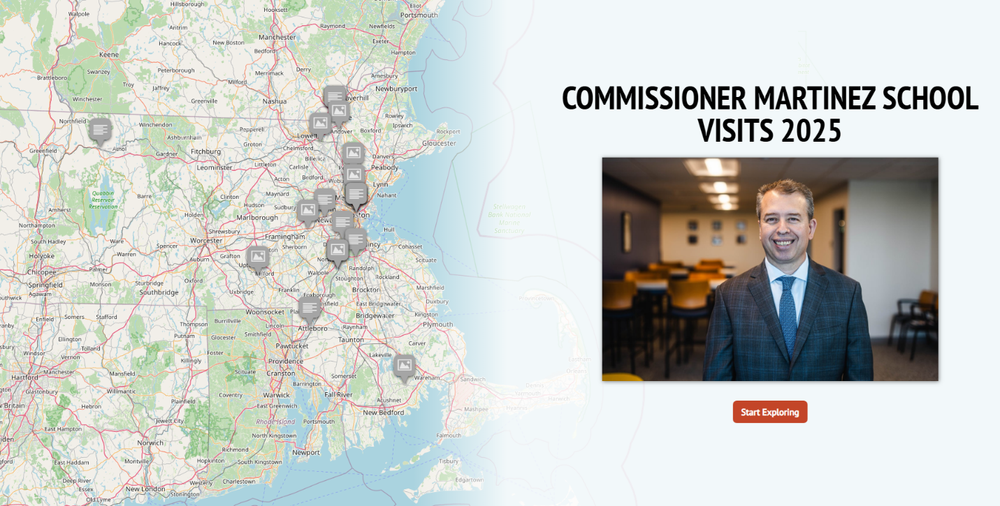 Hillsborough
Hooksett
Eliot
Walpole
Portsmouth
Antrim
Raymond
Newfields
Manchester
Hancock
New Boston
Exeter
Keene
Bedford
Hampton
Swanzey
Peterborough
Derry
Brattleboro
Merrimack
Amesbury
Troy
Jaffrey
Milford
Newburyport
COMMISSIONER MARTINEZ SCHOOL
VISITS 2025
Winchester
Greenville
Nashua
Rowley
Northfield
Winchendon
Pepperell
Andover
Boxford
Ipswich
Rockport
Ashburnham
Gloucester
Greenfield
Athol
Gardner
Fitchburg
Groton
Chelmsford
Danvers
Leominster
Littleton
Carlisle
Billerica
Peabody
Acton
Bedford
Lynn
Quabbin
Reservoir
Reservation
Barre
Clinton
Maynard
Nahant
Amherst
Hudson
Sudbury
Stellwagen
Bank National
Marine
Sanctuary
Holden
Marlborough
Northampton
Shrewsbury
Hull
South Hadley
Ware
Worcester
Framingham
Spencer
Sherborn
Cohasset
Holyoke
Warren
Auburn
Grafton
Scituate
Chicopee
Palmer
Milford
Walpole
Randolph
Springfield
Monson
Sturbridge
Oxford
Stoughton
Rockland
Agawam
Southbridge
Uxbridge
Franklin
Brockton
Marshfield
Foxborough
Duxbury
Provincetown
Enfield
Somers
Stafford
Woonsocket
East Bridgewater
Bridgewater
Kingston
Thompson
Burrillville
Lincoln
Attleboro
Raynham
Plymouth
Ellington
Putnam
Glocester
Smithfield
Taunton
Windsor
Tolland
Pawtucket
Carver
Vernon
Foster
Killingly
Providence
Lakeville
Eastham
Manchester
Mansfield
Scituate
Cranston
Hartford
Somerset
Wareham
Sandwich
Barrington
Dennis
Glastonbury
Willimantic
Coventry
Warwick
Fall River
Yarmouth
Harwich
Plainfield
Acushnet
Mashpee
Hyannis
Hebron
East Greenwich
New Bedford
Jewett City
Rhode Island
Portsmouth
East Hampton
North Kingstown
Falmouth
Norwich
Richmond
Newport
East Haddam
Montville
Hopkinton
South Kingstown
Tisbury
Deep River
Westerly
Charlestown
Edgartown
Essex
New London
Stonington
Old Lyme
Start Exploring